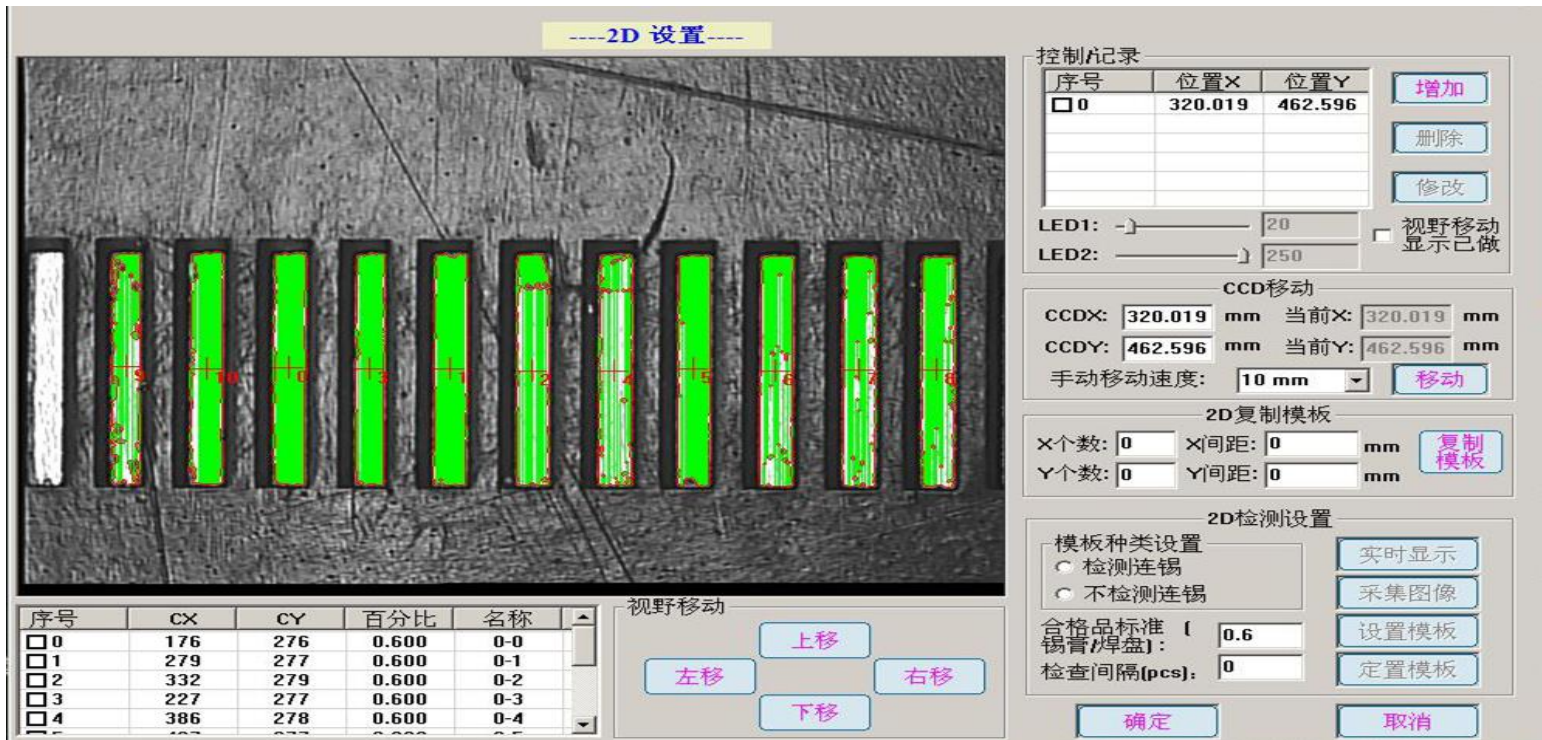 ----2D 设置----
9 10 0 3 1 2 4 5 6 7 8
序号 CX CY 百分比 名称
0 176 276 0.600 0-0
1 279 277 0.600 0-1
2 332 279 0.600 0-2
3 227 277 0.600 0-3
4 386 278 0.600 0-4
视野移动
上移
左移 右移
下移
控制/记录
序号 位置X 位置Y
0 320.019 462.596
增加
删除
修改
LED1: 20
LED2: 250
视野移动
显示已做
CCD移动
CCDX: 320.019 mm 当前X: 320.019 mm
CCDY: 462.596 mm 当前Y: 462.596 mm
手动移动速度: 10 mm 移动
2D复制模板
X个数: 0 X间距: 0 mm
Y个数: 0 Y间距: 0 mm
复制
模板
2D检测设置
模板种类设置
检测连锡
不检测连锡
合格品标准 (
锡膏/焊盘) : 0.6
检查间隔(pcs): 0
实时显示
采集图像
设置模板
定置模板
确定 取消